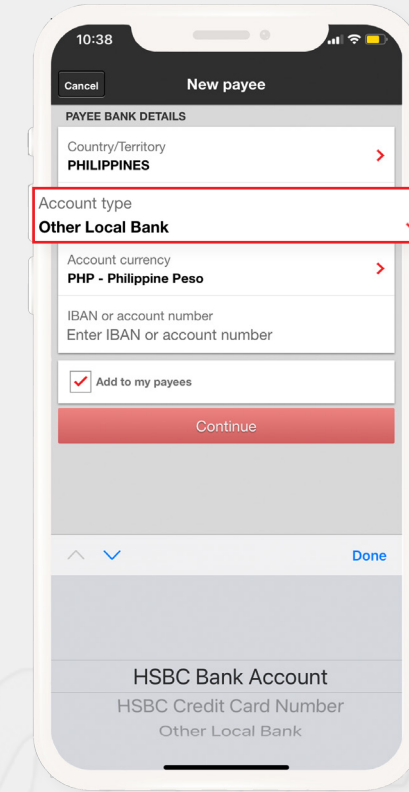 10:38
Cancel
New payee
PAYEE BANK DETAILS
Country/Territory
PHILIPPINES
Account type
Other Local Bank
Account currency
PHP - Philippine Peso
IBAN or account number
Enter IBAN or account number
Add to my payees
Continue
Done
HSBC Bank Account
HSBC Credit Card Number
Other Local Bank